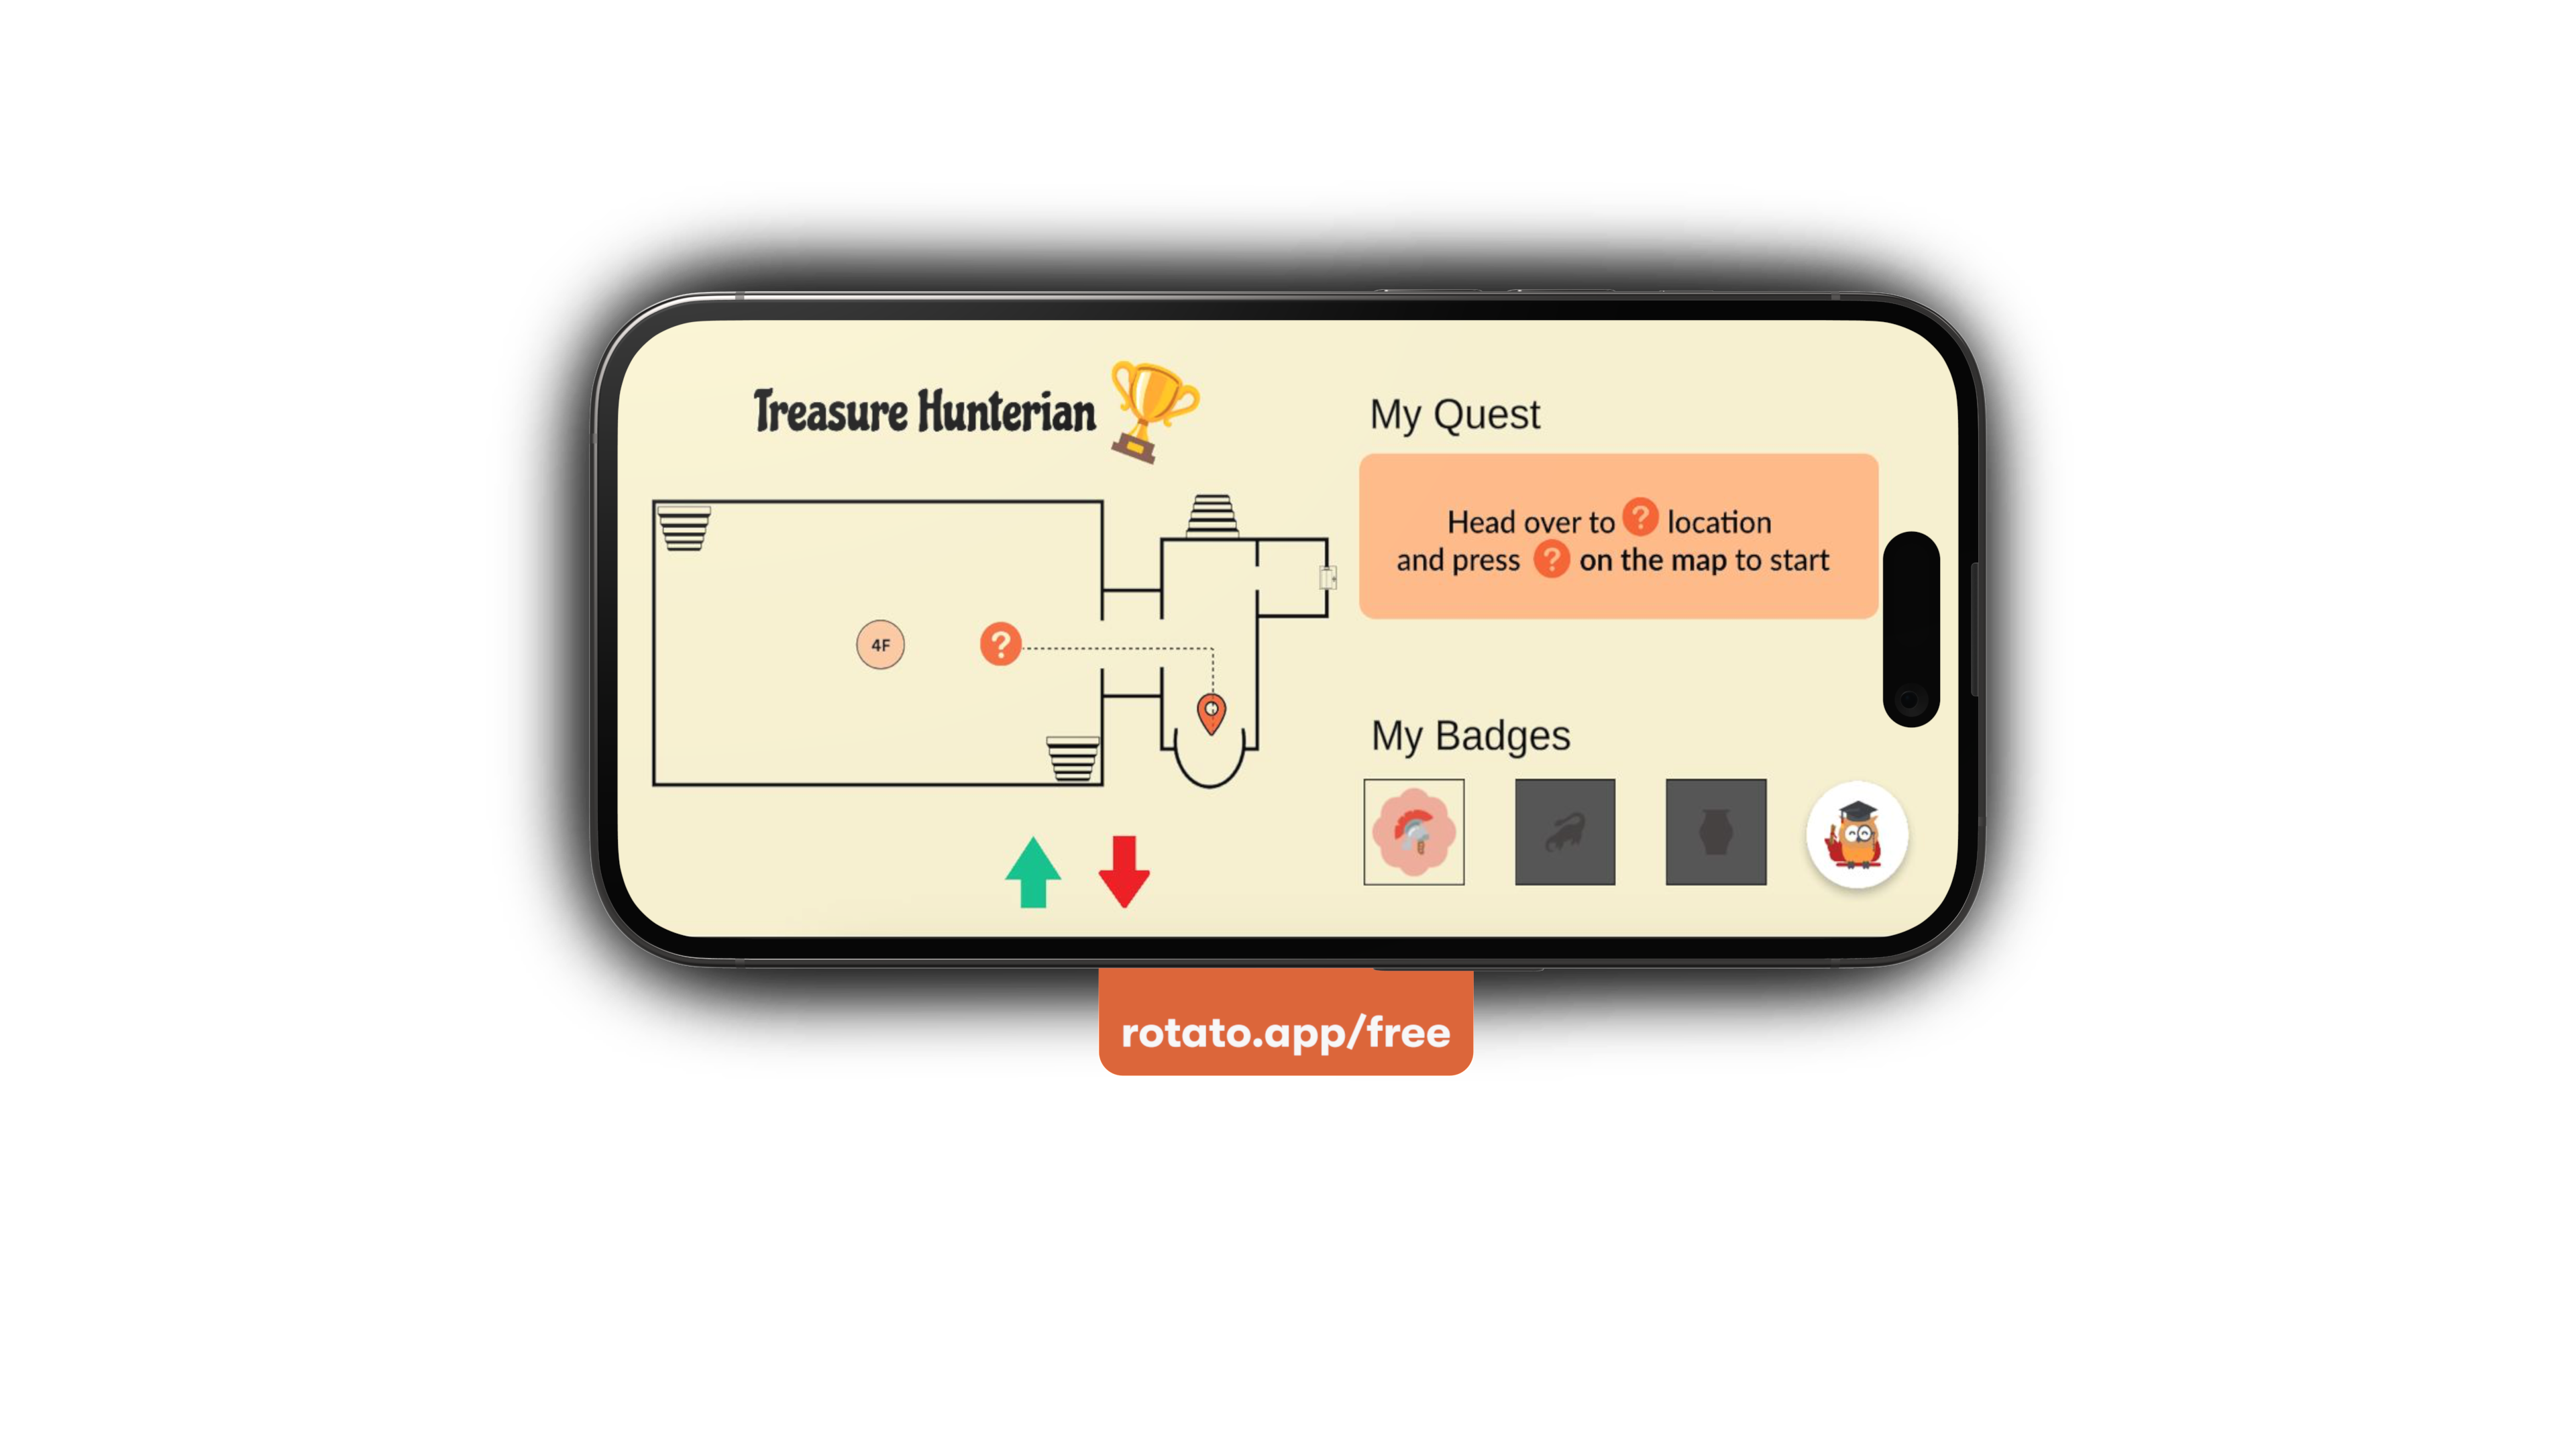 Treasure Hunterian
My Quest
Head over to ? location
and press ? on the map to start
4F
?
My Badges
rotato.app/free